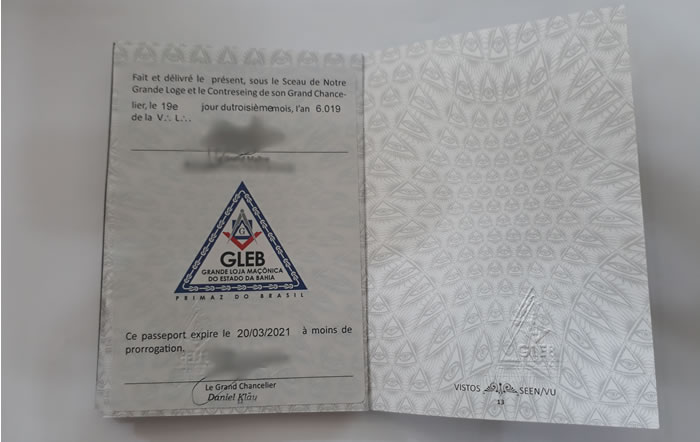 Fait et délivré le présent, sous le Sceau de Notre
Grande Loge et le Contreseing de son Grand Chance-
lier, le 19e jour dutroisièmemois, l'an 6.019
de la V∴ L∴.
G
GLEB
GRANDE LOJA MAÇÔNICA
DO ESTADO DA BAHIA
PRIMAZ DO BRASIL
Ce passeport expire le 20/03/2021 à moins de
prorrogation.
Le Grand Chancelier
Daniel Kläu
GLEB
VISTOS SEEN/VU
13